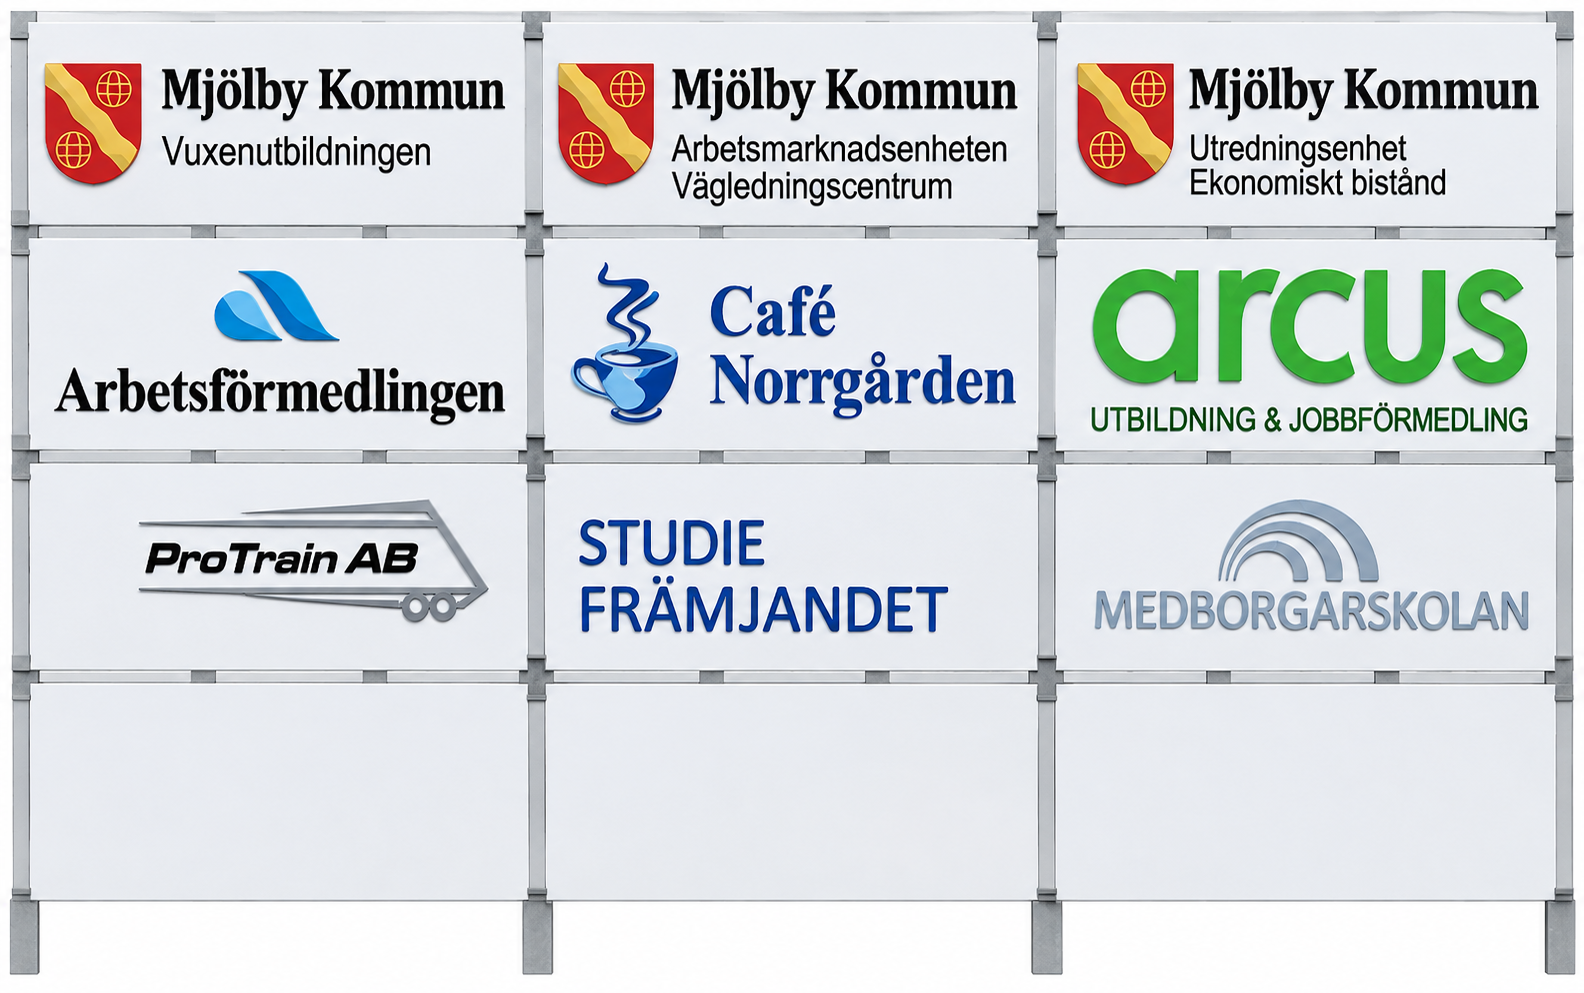 Mjölby Kommun
Vuxenutbildningen
Mjölby Kommun
Arbetsmarknadsenheten
Vägledningscentrum
Mjölby Kommun
Utredningsenhet
Ekonomiskt bistånd
Arbetsförmedlingen
Café
Norrgården
arcus
UTBILDNING & JOBBFÖRMEDLING
ProTrain AB
STUDIE
FRÄMJANDET
MEDBORGARSKOLAN